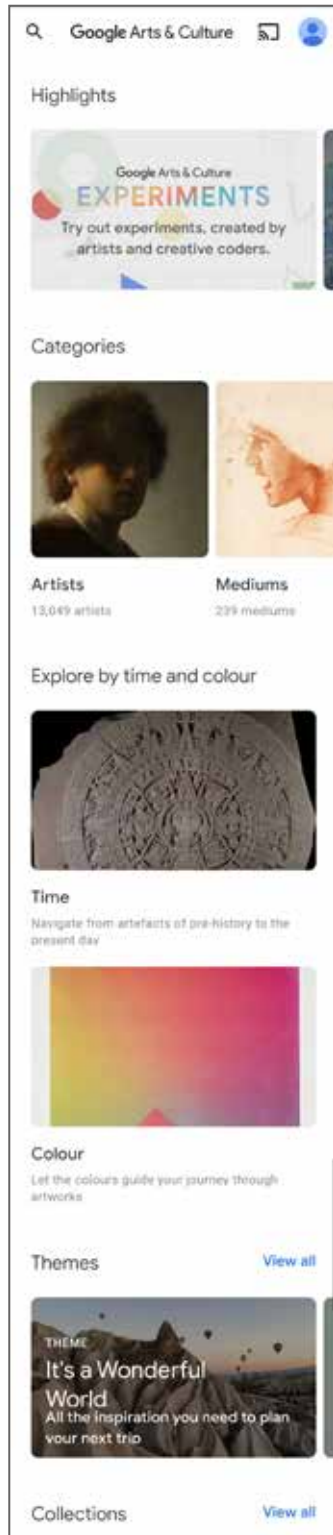 Google Arts & Culture
Highlights
Google Arts & Culture
EXPERIMENTS
Try out experiments, created by
artists and creative coders.
Categories
Artists
Mediums
13,049 artists
239 mediums
Explore by time and colour
Time
Navigate from artefacts of pre-history to the
present day
Colour
Let the colours guide your journey through
artworks
Themes
View all
THEME
It's a Wonderful
World
All the inspiration you need to plan
your next trip
Collections
View all